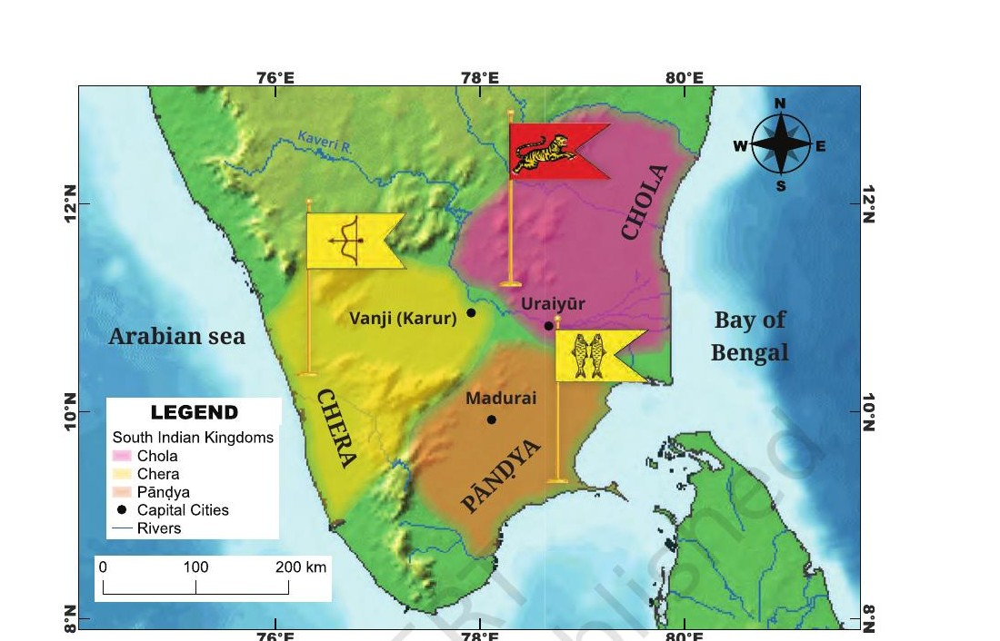 76°E 78°E 80°E
N
W E
S
Kaveri R.
12°N 12°N
CHOLA
Uraiyūr
Vanji (Karur)
Arabian sea
Bay of
Bengal
Madurai
CHERA
PĀṆḌYA
10°N 10°N
LEGEND
South Indian Kingdoms
Chola
Chera
Pāṇḍya
Capital Cities
Rivers
0 100 200 km
8°N 8°N
76°E 78°E 80°E